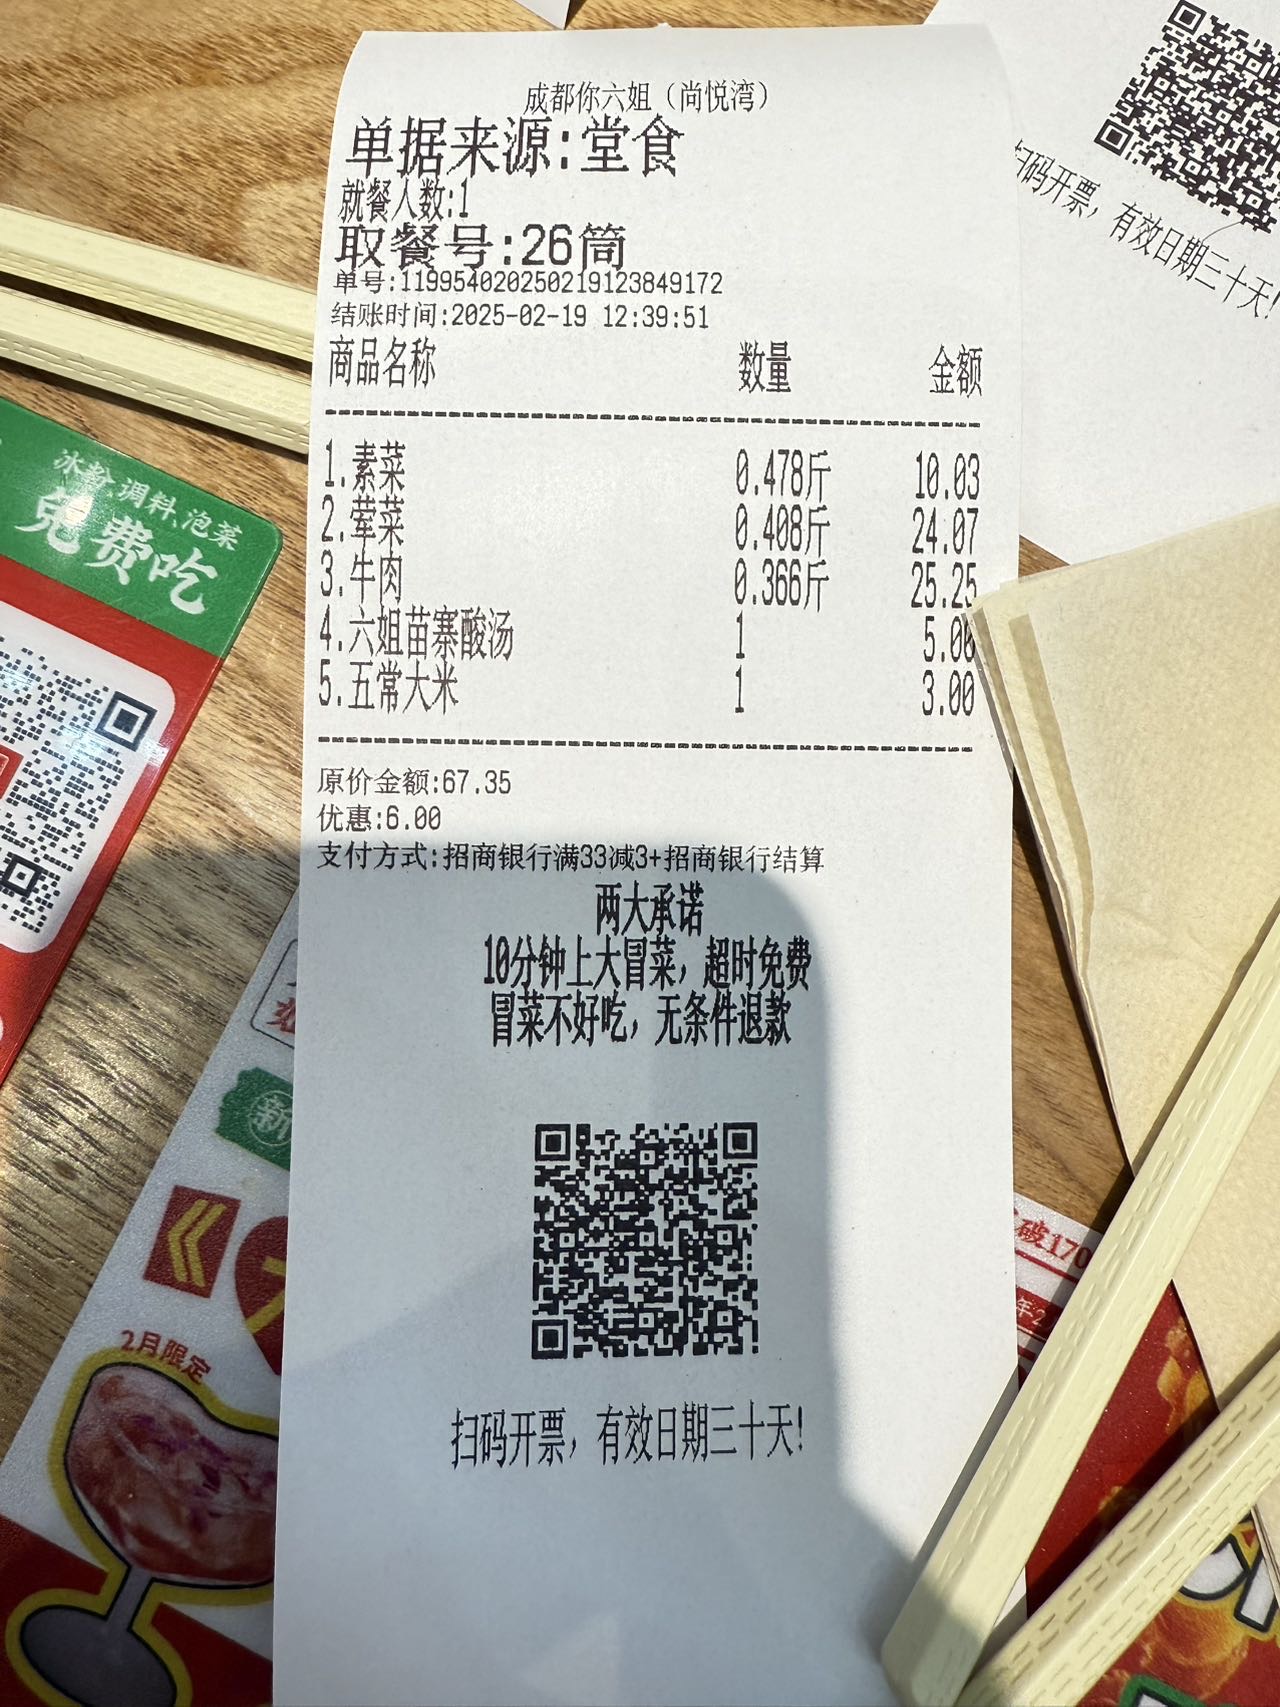 成都你六姐（尚悦湾）
单据来源:堂食
就餐人数:1
取餐号:26筒
单号:119954020250219123849172
结账时间:2025-02-19 12:39:51
商品名称 数量 金额
1.素菜 0.478斤 10.03
2.荤菜 0.408斤 24.07
3.牛肉 0.366斤 25.25
4.六姐苗寨酸汤 1 5.00
5.五常大米 1 3.00
原价金额:67.35
优惠:6.00
支付方式:招商银行满33减3+招商银行结算
两大承诺
10分钟上大冒菜，超时免费
冒菜不好吃，无条件退款
扫码开票，有效日期三十天!
扫码开票，有效日期三十天!
冰粉、调料、泡菜
免费吃
新
2月限定
破170
年2